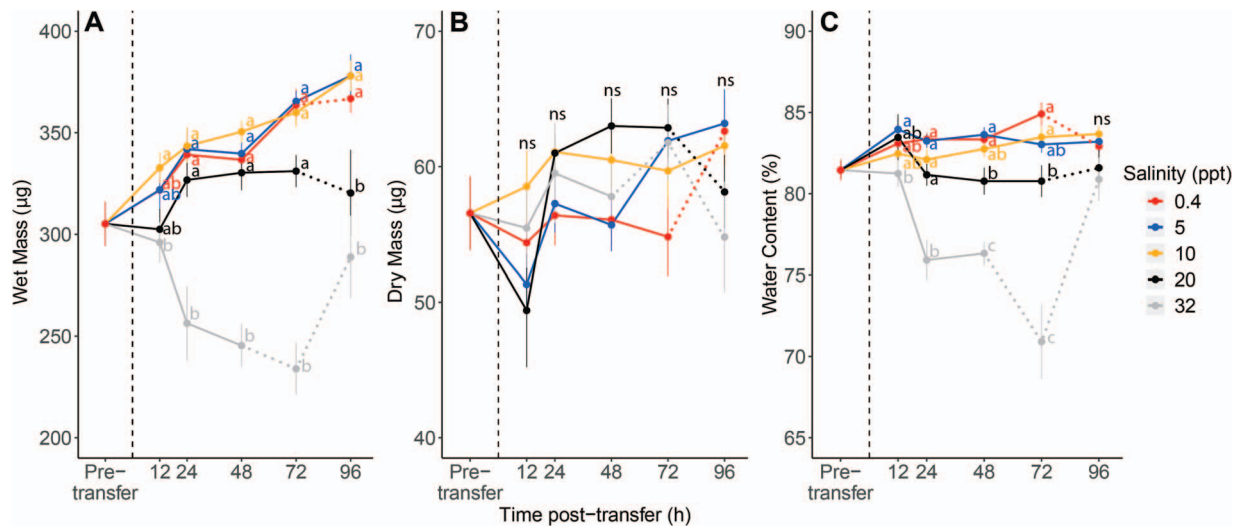 A
Wet Mass (µg)
400
350
300
250
200
a
a
a
a
a
a
a
a
a
a
a
ab
ab
ab
a
a
b
b
b
b
b
b
Pre-
transfer
12
24
48
72
96
B
Dry Mass (µg)
70
60
50
40
ns
ns
ns
ns
ns
Pre-
transfer
12
24
48
72
96
Time post-transfer (h)
C
Water Content (%)
90
85
80
75
70
65
a
ab
ab
ab
b
a
a
ab
a
b
a
a
ab
b
c
a
ab
ab
b
c
ns
Pre-
transfer
12
24
48
72
96
Salinity (ppt)
0.4
5
10
20
32